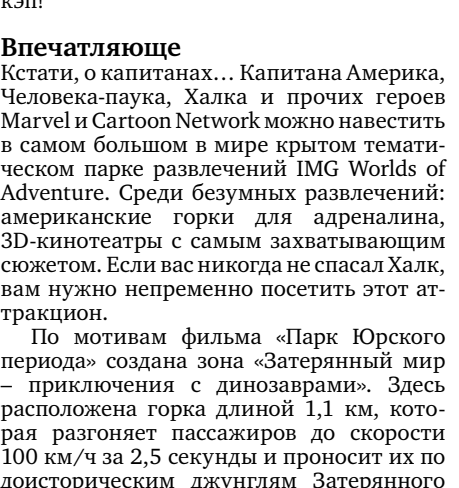 кэп!
Впечатляюще
Кстати, о капитанах… Капитана Америка,
Человека-паука, Халка и прочих героев
Marvel и Cartoon Network можно навестить
в самом большом в мире крытом темати-
ческом парке развлечений IMG Worlds of
Adventure. Среди безумных развлечений:
американские горки для адреналина,
3D-кинотеатры с самым захватывающим
сюжетом. Если вас никогда не спасал Халк,
вам нужно непременно посетить этот ат-
тракцион.
По мотивам фильма «Парк Юрского
периода» создана зона «Затерянный мир
– приключения с динозаврами». Здесь
расположена горка длиной 1,1 км, кото-
рая разгоняет пассажиров до скорости
100 км/ч за 2,5 секунды и проносит их по
доисторическим джунглям Затерянного